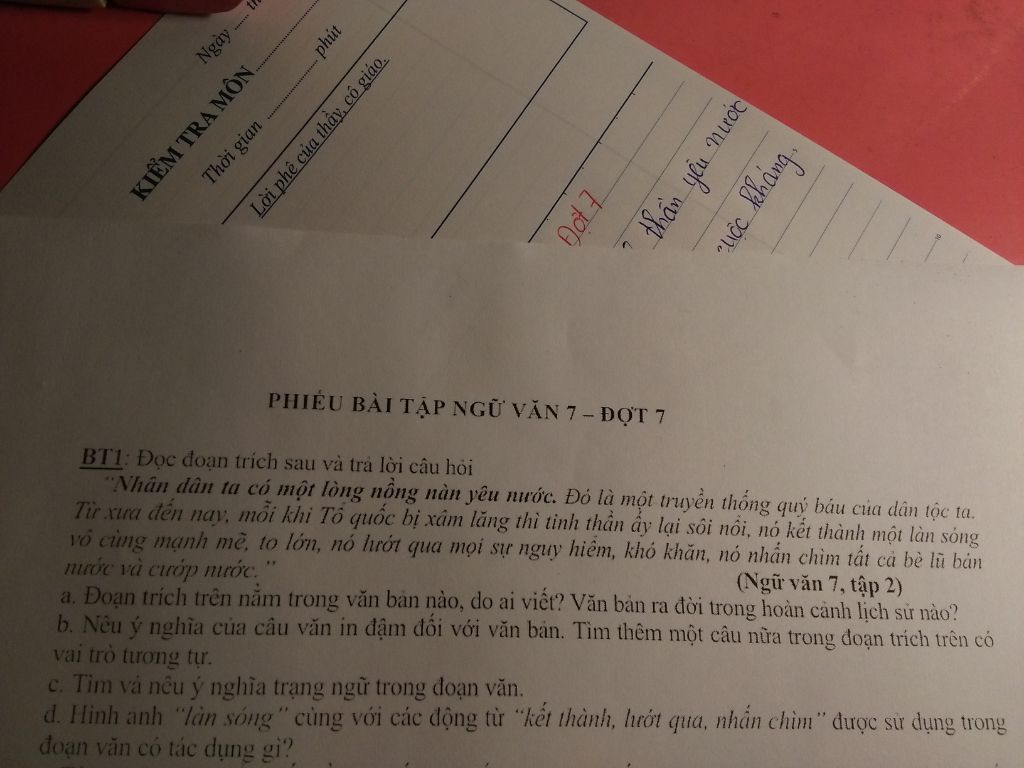 Ngày ..... th
KIỂM TRA MÔN ....................
Thời gian .................... phút
Lời phê của thầy, cô giáo
Đợt 7
thần yêu nước
cuộc kháng.
PHIẾU BÀI TẬP NGỮ VĂN 7 – ĐỢT 7
BT1: Đọc đoạn trích sau và trả lời câu hỏi
"Nhân dân ta có một lòng nồng nàn yêu nước. Đó là một truyền thống quý báu của dân tộc ta.
Từ xưa đến nay, mỗi khi Tổ quốc bị xâm lăng thì tinh thần ấy lại sôi nổi, nó kết thành một làn sóng
vô cùng mạnh mẽ, to lớn, nó lướt qua mọi sự nguy hiểm, khó khăn, nó nhấn chìm tất cả bè lũ bán
nước và cướp nước."
(Ngữ văn 7, tập 2)
a. Đoạn trích trên nằm trong văn bản nào, do ai viết? Văn bản ra đời trong hoàn cảnh lịch sử nào?
b. Nêu ý nghĩa của câu văn in đậm đối với văn bản. Tìm thêm một câu nữa trong đoạn trích trên có
vai trò tương tự.
c. Tìm và nêu ý nghĩa trạng ngữ trong đoạn văn.
d. Hình ảnh "làn sóng" cùng với các động từ "kết thành, lướt qua, nhấn chìm" được sử dụng trong
đoạn văn có tác dụng gì?